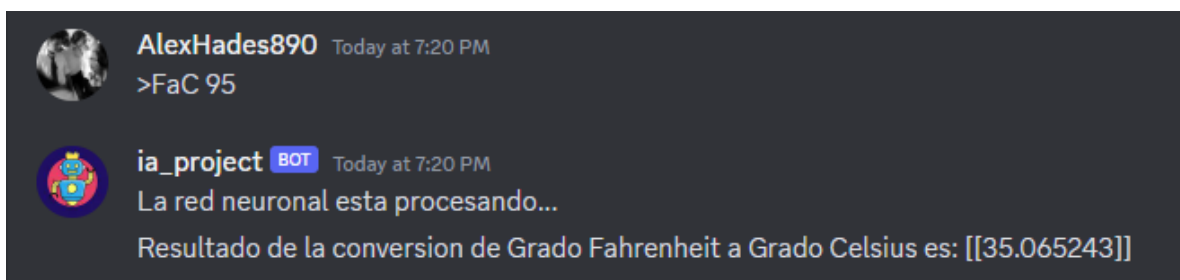 AlexHades890 Today at 7:20 PM
>FaC 95
ia_project BOT Today at 7:20 PM
La red neuronal esta procesando...
Resultado de la conversion de Grado Fahrenheit a Grado Celsius es: [[35.065243]]